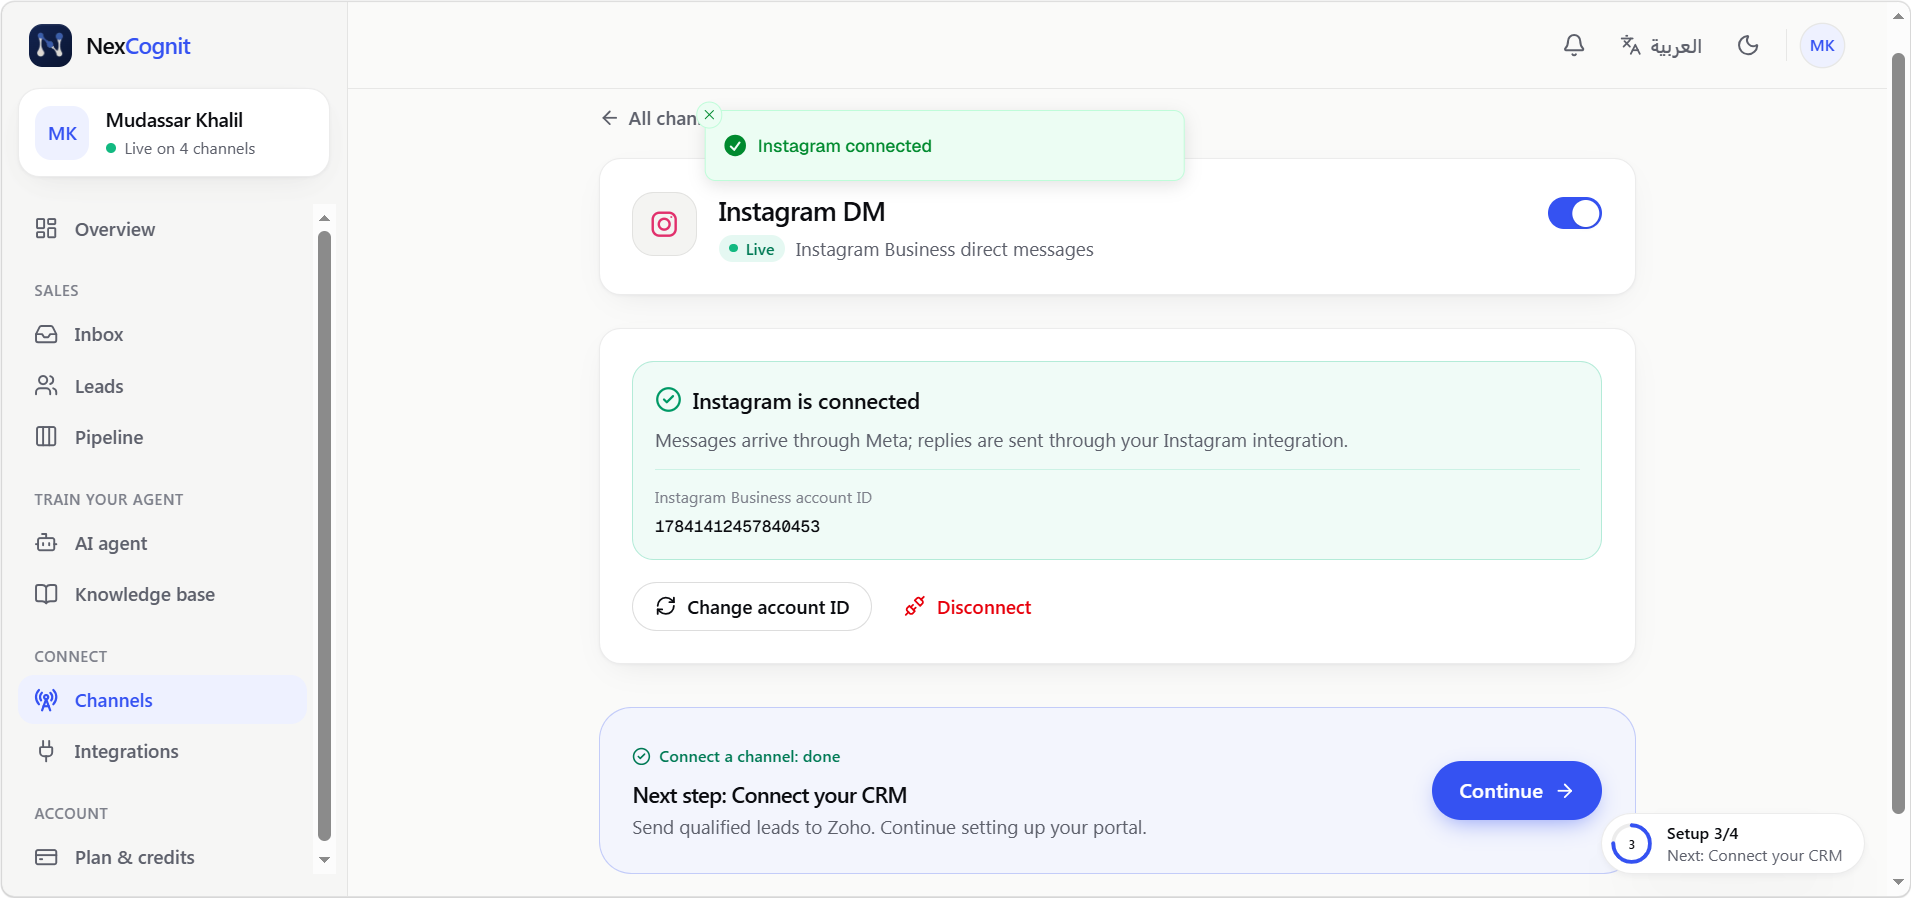 NexCognit
MK
Mudassar Khalil
Live on 4 channels
Overview
SALES
Inbox
Leads
Pipeline
TRAIN YOUR AGENT
AI agent
Knowledge base
CONNECT
Channels
Integrations
ACCOUNT
Plan & credits
العربية
MK
All chan
Instagram connected
Instagram DM
Live
Instagram Business direct messages
Instagram is connected
Messages arrive through Meta; replies are sent through your Instagram integration.
Instagram Business account ID
17841412457840453
Change account ID
Disconnect
Connect a channel: done
Next step: Connect your CRM
Send qualified leads to Zoho. Continue setting up your portal.
Continue
3
Setup 3/4
Next: Connect your CRM